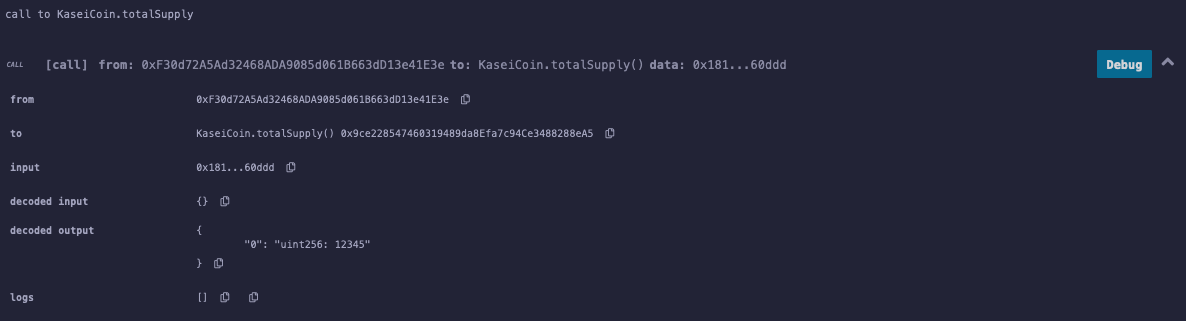 call to KaseiCoin.totalSupply
CALL [call] from: 0xF30d72A5Ad32468ADA9085d061B663dD13e41E3e to: KaseiCoin.totalSupply() data: 0x181...60ddd Debug
from 0xF30d72A5Ad32468ADA9085d061B663dD13e41E3e
to KaseiCoin.totalSupply() 0x9ce228547460319489da8Efa7c94Ce3488288eA5
input 0x181...60ddd
decoded input {}
decoded output {
"0": "uint256: 12345"
}
logs []